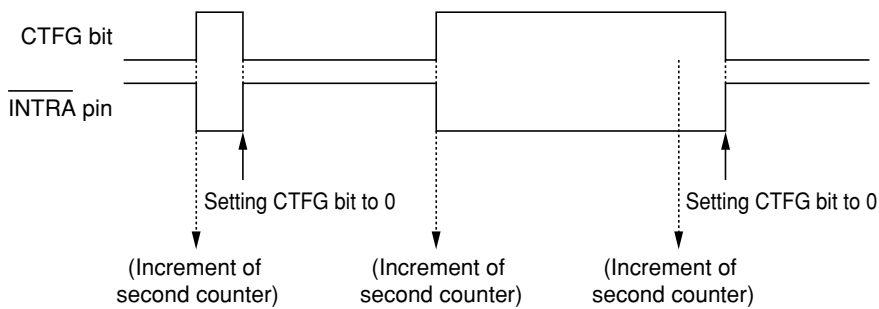 CTFG bit
INTRA pin
Setting CTFG bit to 0
Setting CTFG bit to 0
(Increment of
second counter)
(Increment of
second counter)
(Increment of
second counter)